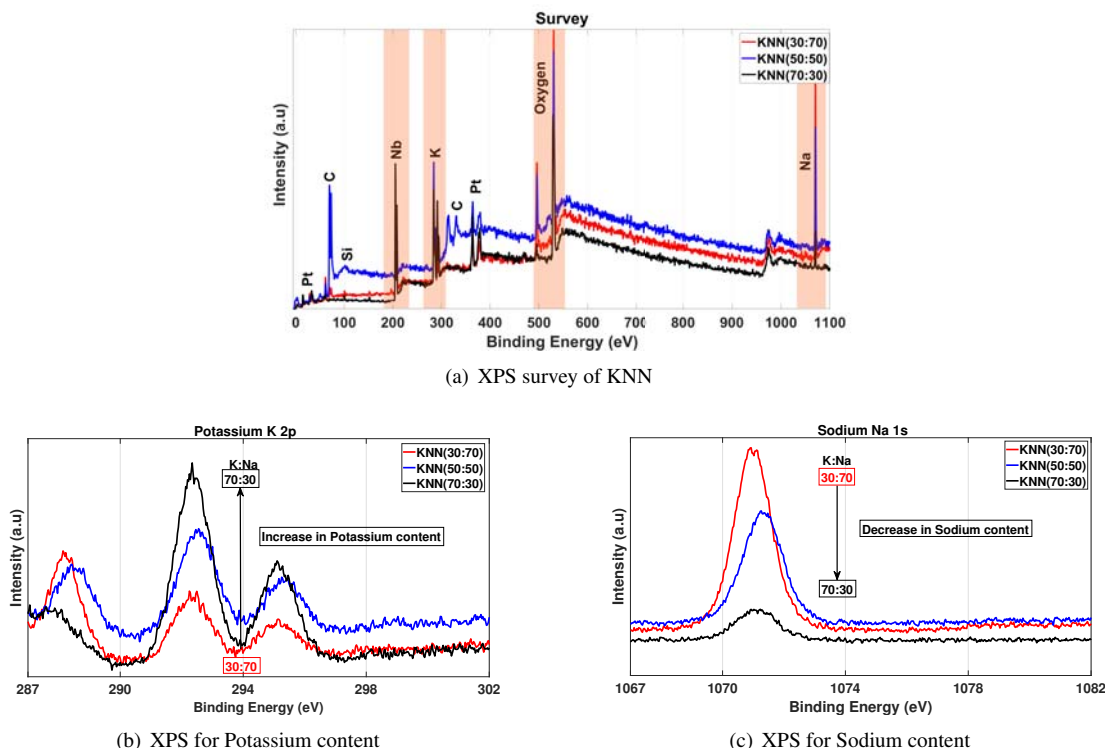 Survey
KNN(30:70)
KNN(50:50)
KNN(70:30)
Intensity (a.u)
Pt
C
Si
Nb
K
C
Pt
Oxygen
Na
0 100 200 300 400 500 600 700 800 900 1000 1100
Binding Energy (eV)
(a) XPS survey of KNN
Potassium K 2p
KNN(30:70)
KNN(50:50)
KNN(70:30)
K:Na
70:30
Increase in Potassium content
30:70
Intensity (a.u)
287 290 294 298 302
Binding Energy (eV)
(b) XPS for Potassium content
Sodium Na 1s
KNN(30:70)
KNN(50:50)
KNN(70:30)
K:Na
30:70
Decrease in Sodium content
70:30
Intensity (a.u)
1067 1070 1074 1078 1082
Binding Energy (eV)
(c) XPS for Sodium content